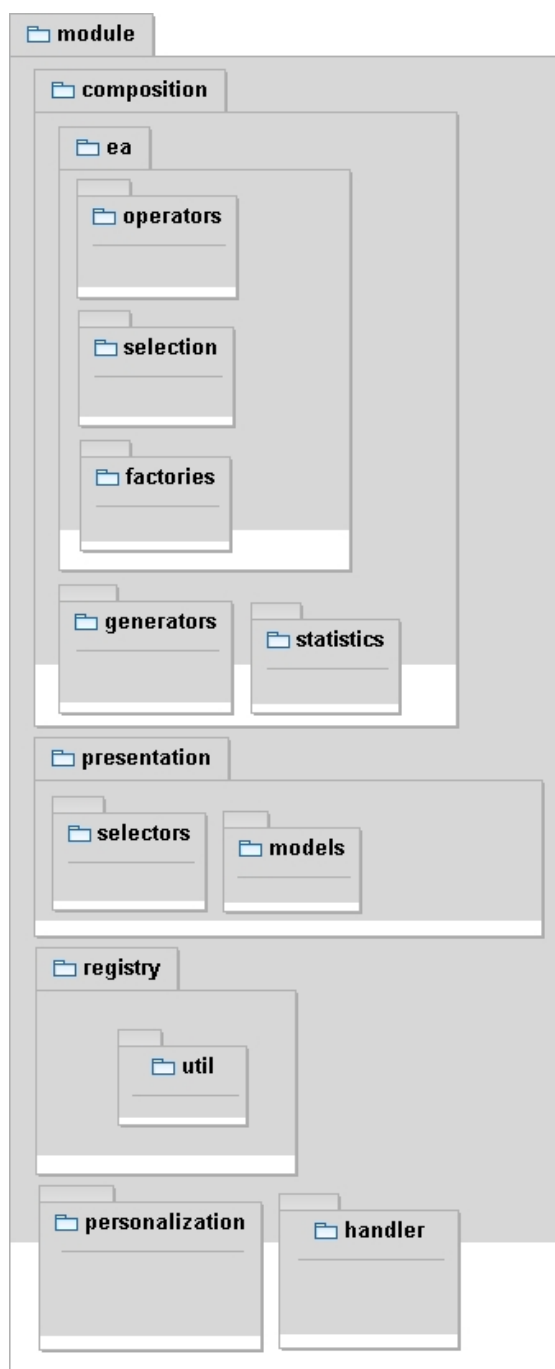 module
composition
ea
operators
selection
factories
generators
statistics
presentation
selectors
models
registry
util
personalization
handler